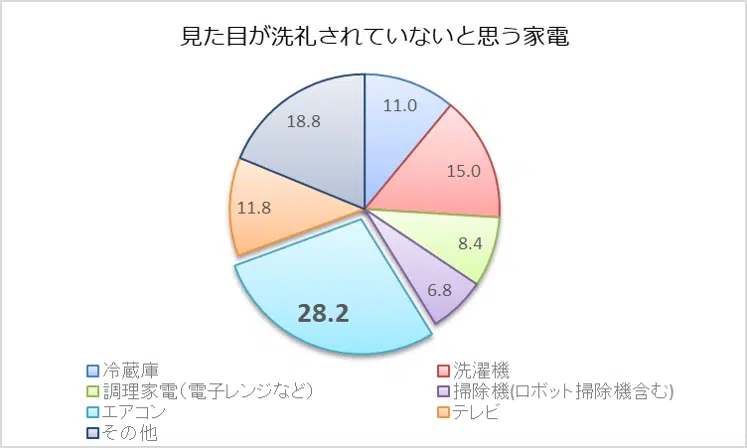 見た目が洗礼されていないと思う家電
11.0
15.0
8.4
6.8
28.2
11.8
18.8
冷蔵庫
洗濯機
調理家電(電子レンジなど)
掃除機(ロボット掃除機含む)
エアコン
テレビ
その他